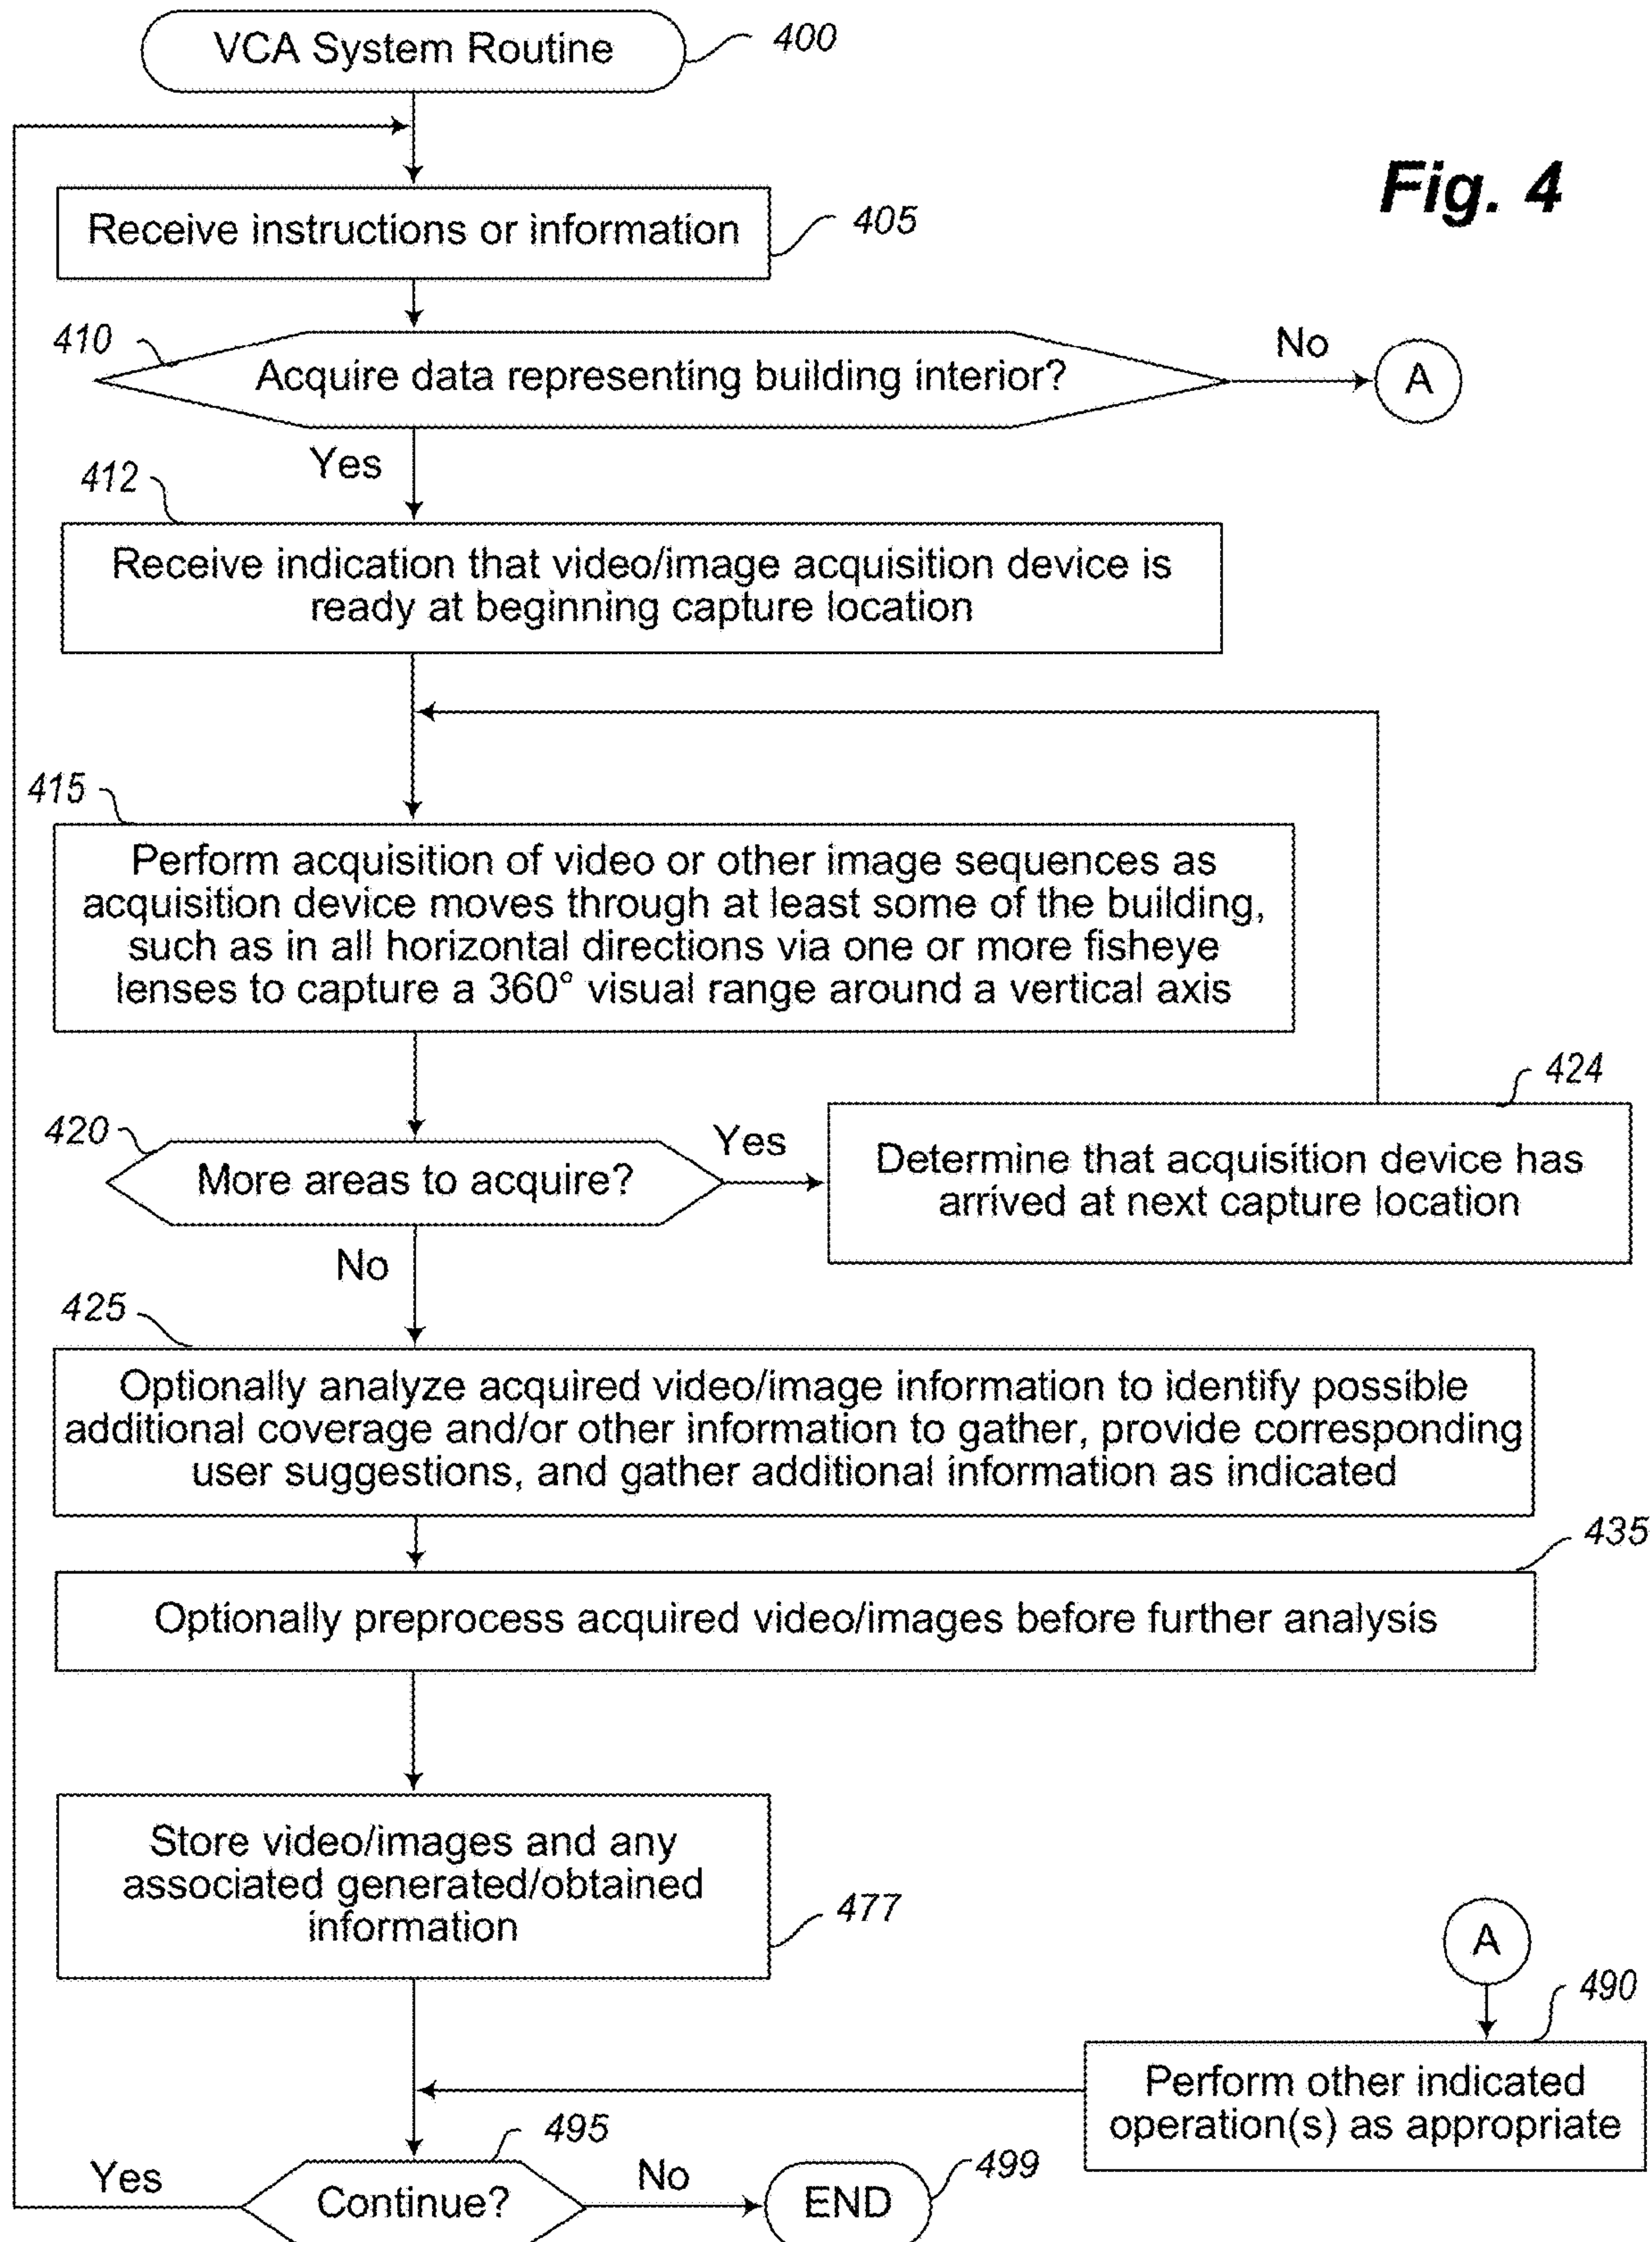 VCA System Routine
400
Fig. 4
Receive instructions or information
405
410
Acquire data representing building interior?
No
A
Yes
412
Receive indication that video/image acquisition device is
ready at beginning capture location
415
Perform acquisition of video or other image sequences as
acquisition device moves through at least some of the building,
such as in all horizontal directions via one or more fisheye
lenses to capture a 360° visual range around a vertical axis
420
More areas to acquire?
Yes
424
Determine that acquisition device has
arrived at next capture location
No
425
Optionally analyze acquired video/image information to identify possible
additional coverage and/or other information to gather, provide corresponding
user suggestions, and gather additional information as indicated
435
Optionally preprocess acquired video/images before further analysis
Store video/images and any
associated generated/obtained
information
477
A
490
Perform other indicated
operation(s) as appropriate
495
Yes
Continue?
No
END
499